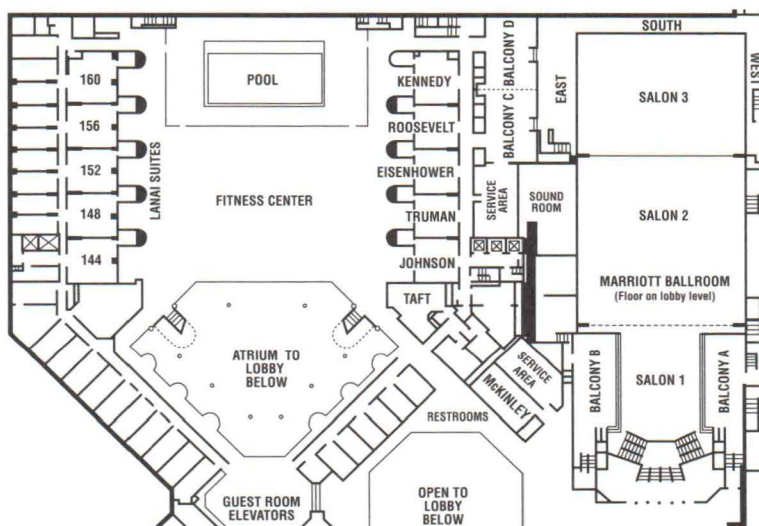 SOUTH
WEST
EAST
SALON 3
BALCONY D
BALCONY C
KENNEDY
POOL
160
ROOSEVELT
156
LANAI SUITES
EISENHOWER
152
FITNESS CENTER
SERVICE
AREA
SOUND
ROOM
SALON 2
TRUMAN
148
JOHNSON
144
MARRIOTT BALLROOM
(Floor on lobby level)
TAFT
ATRIUM TO
LOBBY
BELOW
SERVICE
AREA
McKINLEY
BALCONY B
SALON 1
BALCONY A
RESTROOMS
GUEST ROOM
ELEVATORS
OPEN TO
LOBBY
BELOW